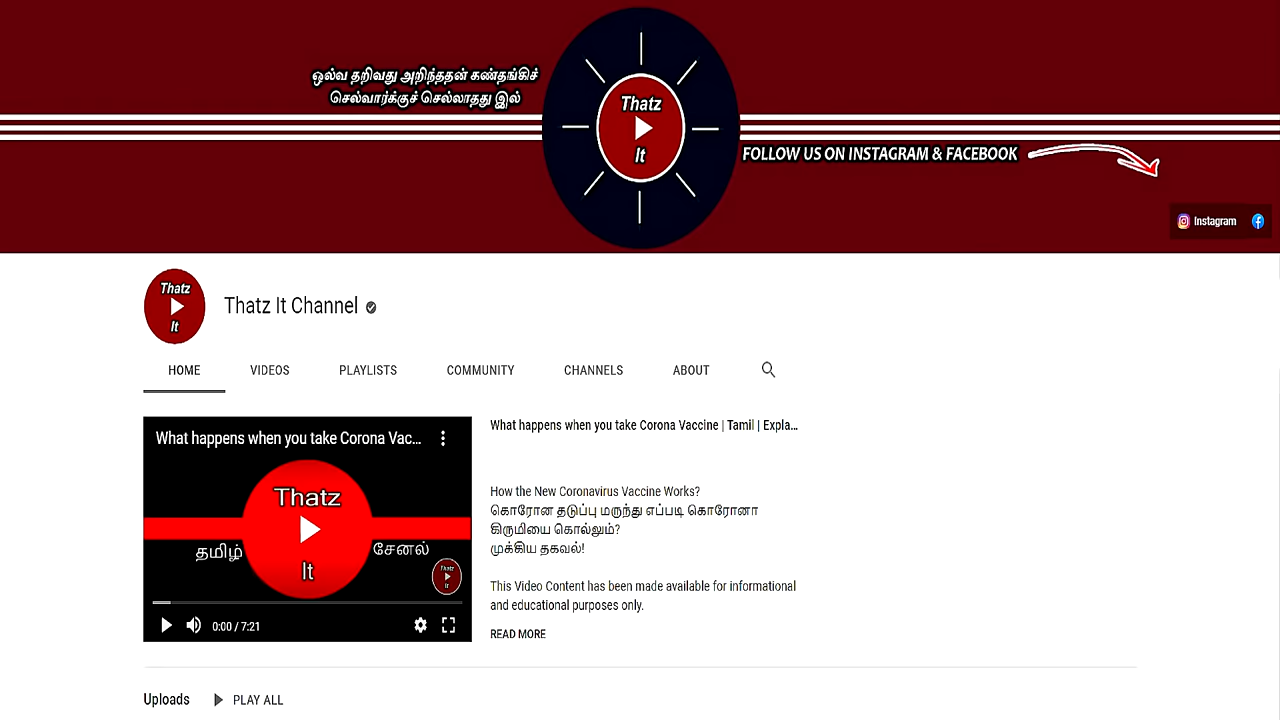 ஒல்வ தறிவது அறிந்ததன் கண்தங்கிச்
செல்வார்க்குச் செல்லாதது இல்
Thatz
It
FOLLOW US ON INSTAGRAM & FACEBOOK
Instagram
Thatz
It
Thatz It Channel
HOME VIDEOS PLAYLISTS COMMUNITY CHANNELS ABOUT
What happens when you take Corona Vac...
Thatz
தமிழ் சேனல்
It
Thatz
It
0:00 / 7:21
What happens when you take Corona Vaccine | Tamil | Expla...
How the New Coronavirus Vaccine Works?
கொரோன தடுப்பு மருந்து எப்படி கொரோனா
கிருமியை கொல்லும்?
முக்கிய தகவல்!
This Video Content has been made available for informational
and educational purposes only.
READ MORE
Uploads PLAY ALL